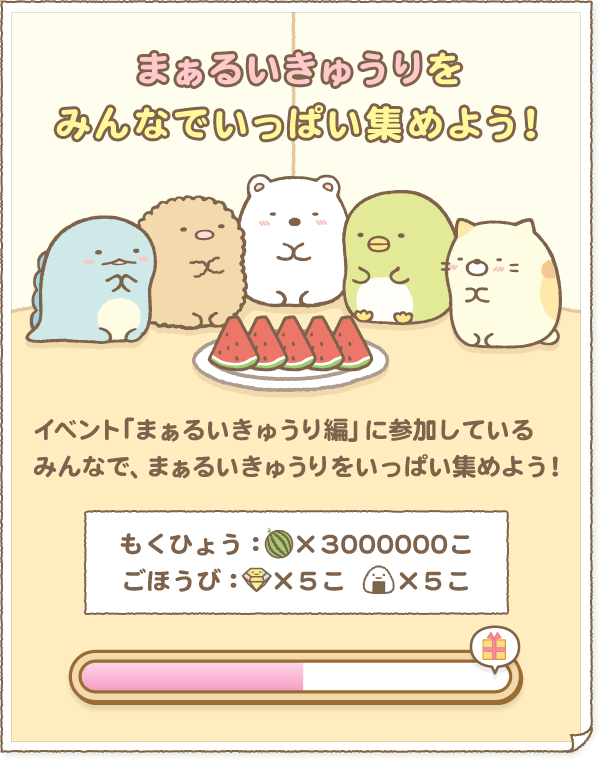 まぁるいきゅうりを
みんなでいっぱい集めよう！
イベント「まぁるいきゅうり編」に参加している
みんなで、まぁるいきゅうりをいっぱい集めよう！
もくひょう：×3000000こ
ごほうび：×５こ ×５こ